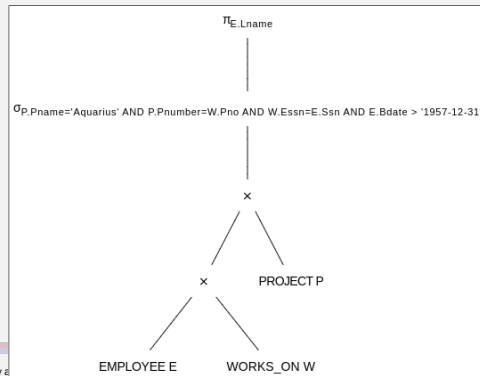 πE.Lname
σP.Pname='Aquarius' AND P.Pnumber=W.Pno AND W.Essn=E.Ssn AND E.Bdate > '1957-12-31
×
× PROJECT P
EMPLOYEE E WORKS_ON W